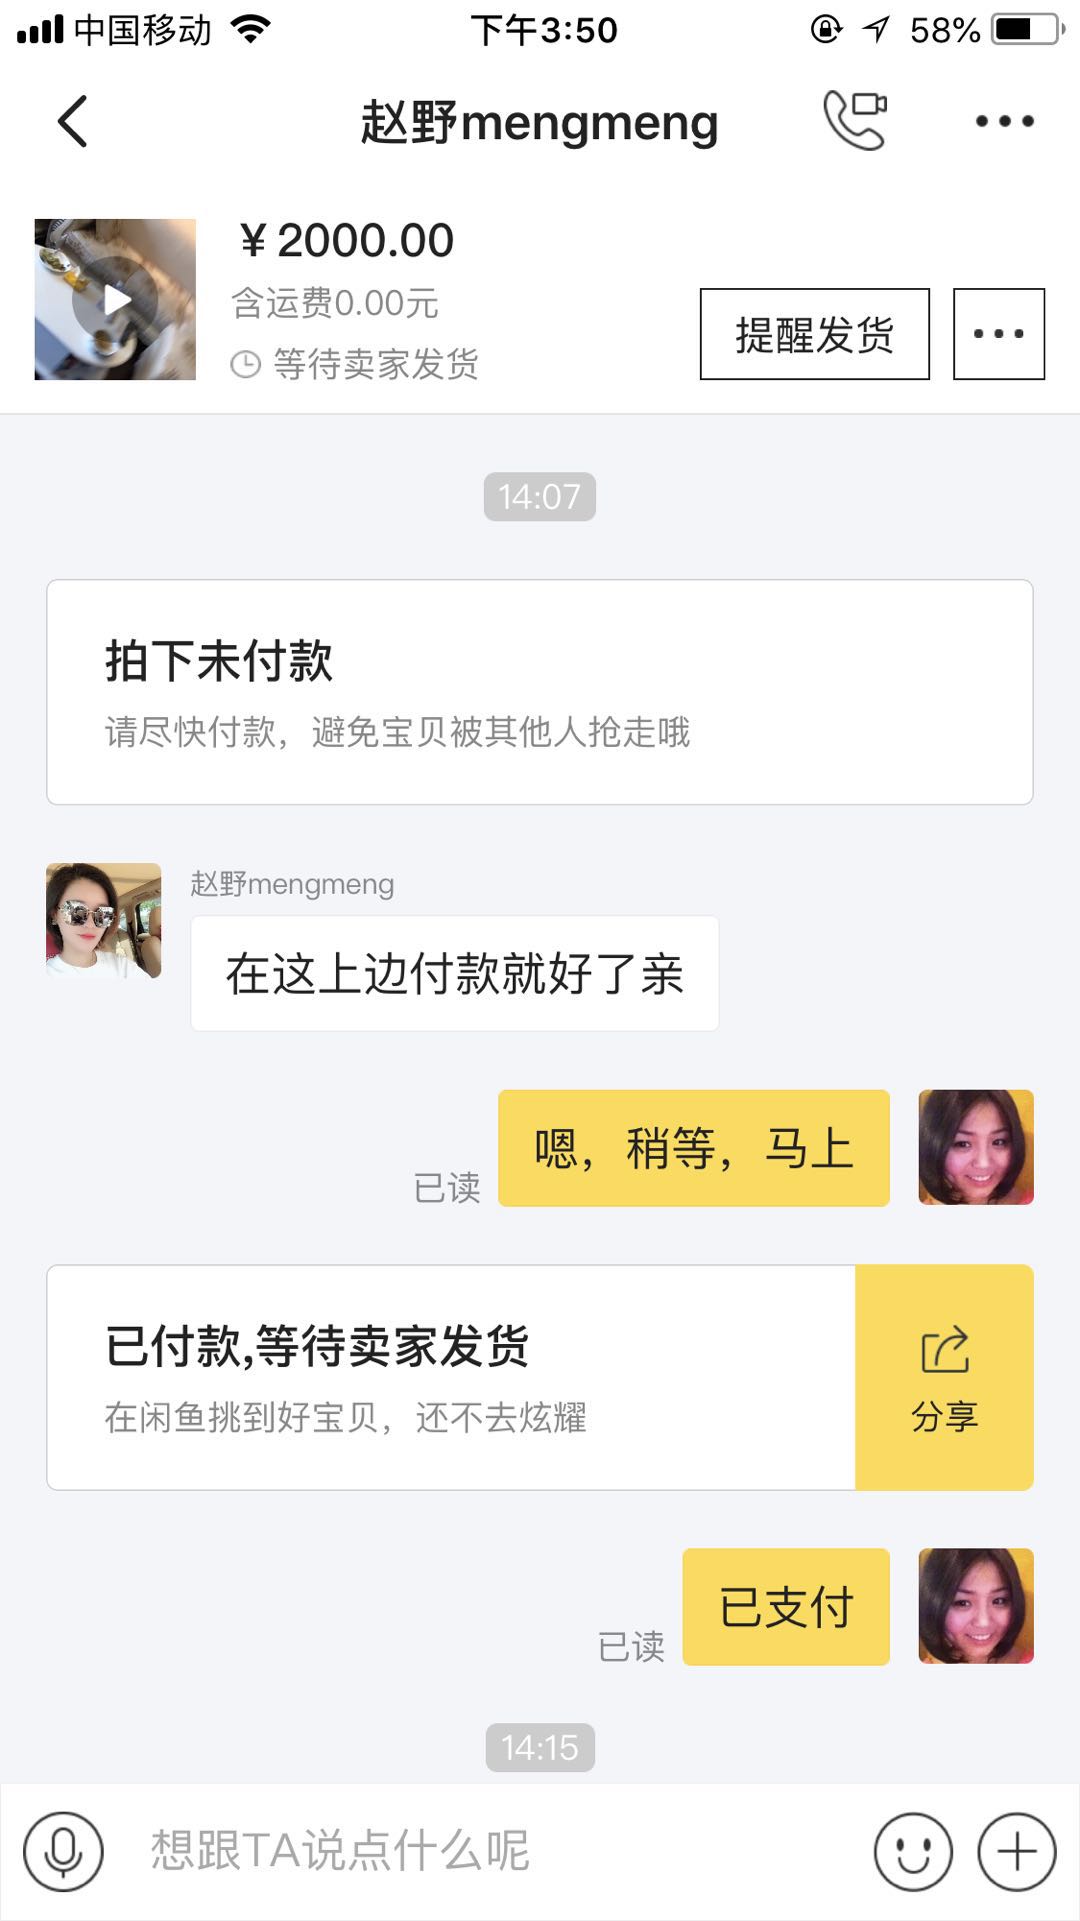 中国移动
下午3:50
58%
赵野mengmeng
¥2000.00
含运费0.00元
等待卖家发货
提醒发货
14:07
拍下未付款
请尽快付款，避免宝贝被其他人抢走哦
赵野mengmeng
在这上边付款就好了亲
嗯，稍等，马上
已读
已付款,等待卖家发货
在闲鱼挑到好宝贝，还不去炫耀
分享
已支付
已读
14:15
想跟TA说点什么呢